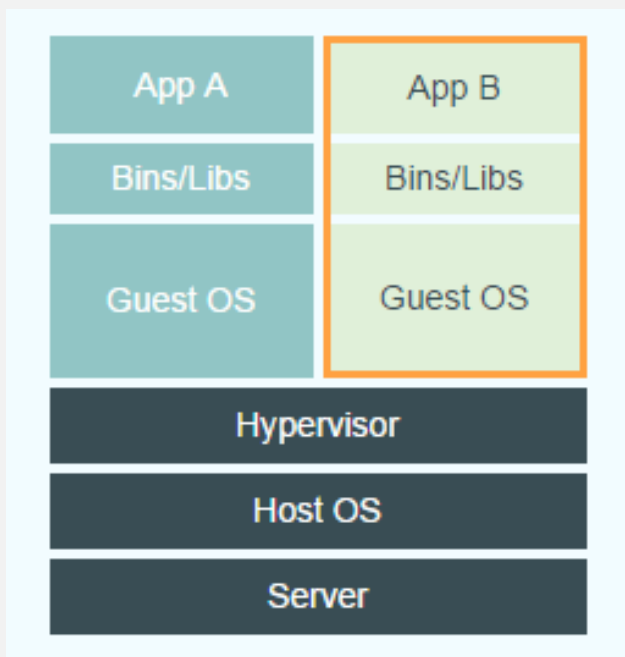 App A
App B
Bins/Libs
Bins/Libs
Guest OS
Guest OS
Hypervisor
Host OS
Server